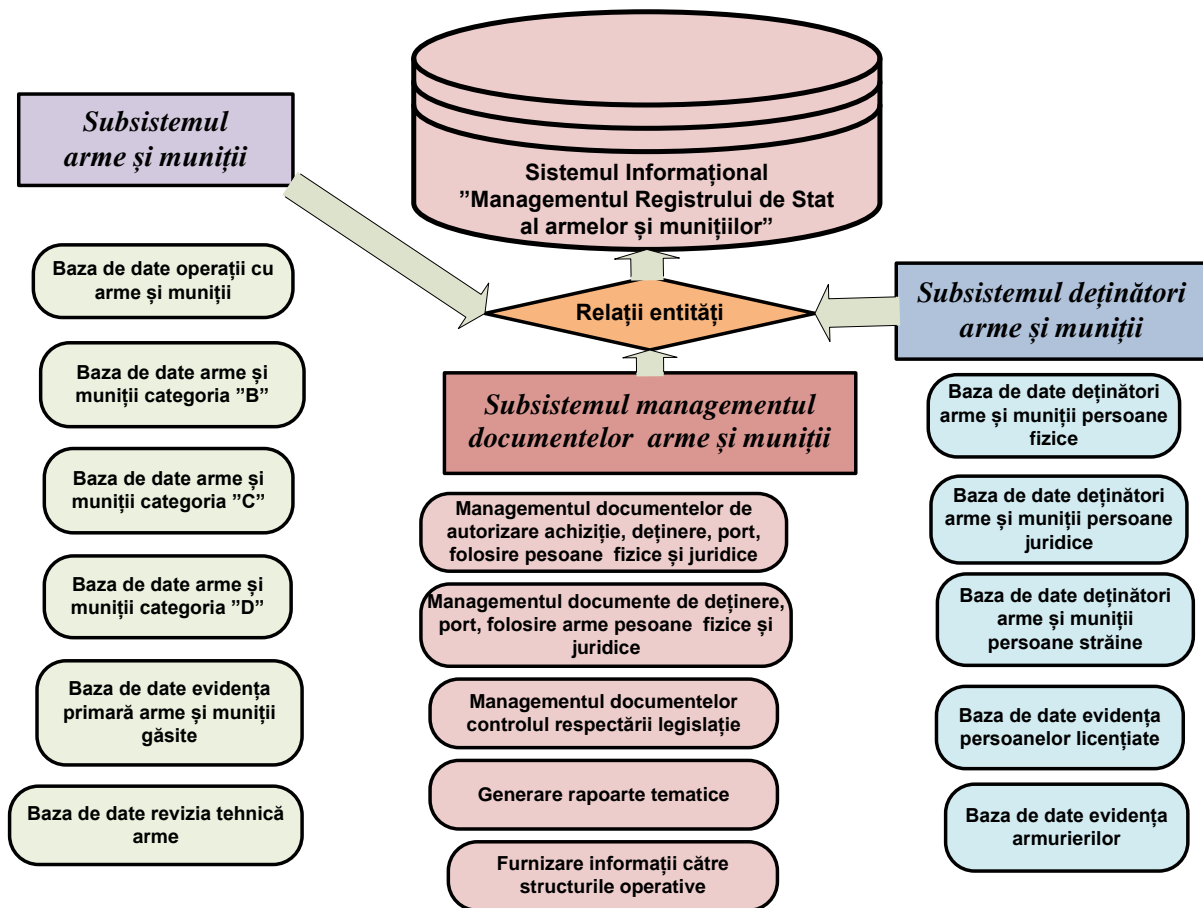 Subsistemul
arme și muniții
Sistemul Informațional
”Managementul Registrului de Stat
al armelor și munițiilor”
Relații entități
Subsistemul deținători
arme și muniții
Subsistemul managementul
documentelor arme și muniții
Baza de date operații cu
arme și muniții
Baza de date arme și
muniții categoria ”B”
Baza de date arme și
muniții categoria ”C”
Baza de date arme și
muniții categoria ”D”
Baza de date evidența
primară arme și muniții
găsite
Baza de date revizia tehnică
arme
Managementul documentelor de
autorizare achiziție, deținere, port,
folosire pesoane fizice și juridice
Managementul documente de deținere,
port, folosire arme pesoane fizice și
juridice
Managementul documentelor
controlul respectării legislație
Generare rapoarte tematice
Furnizare informații către
structurile operative
Baza de date deținători
arme și muniții persoane
fizice
Baza de date deținători
arme și muniții persoane
juridice
Baza de date deținători
arme și muniții
persoane străine
Baza de date evidența
persoanelor licențiate
Baza de date evidența
armurierilor